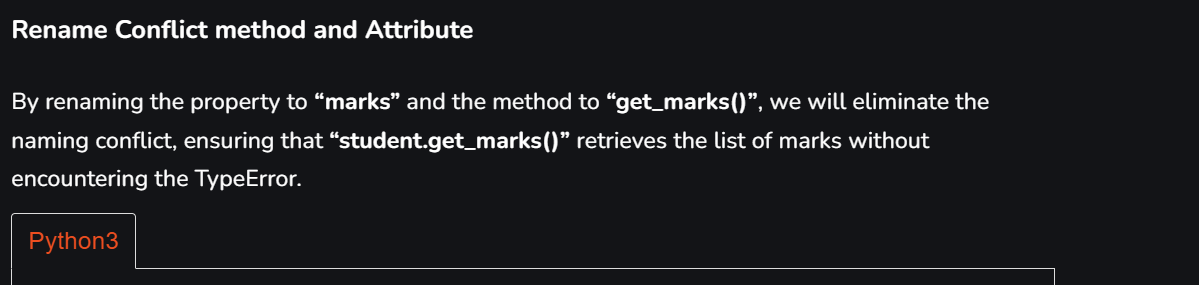 Rename Conflict method and Attribute
By renaming the property to “marks” and the method to “get_marks()”, we will eliminate the
naming conflict, ensuring that “student.get_marks()” retrieves the list of marks without
encountering the TypeError.
Python3